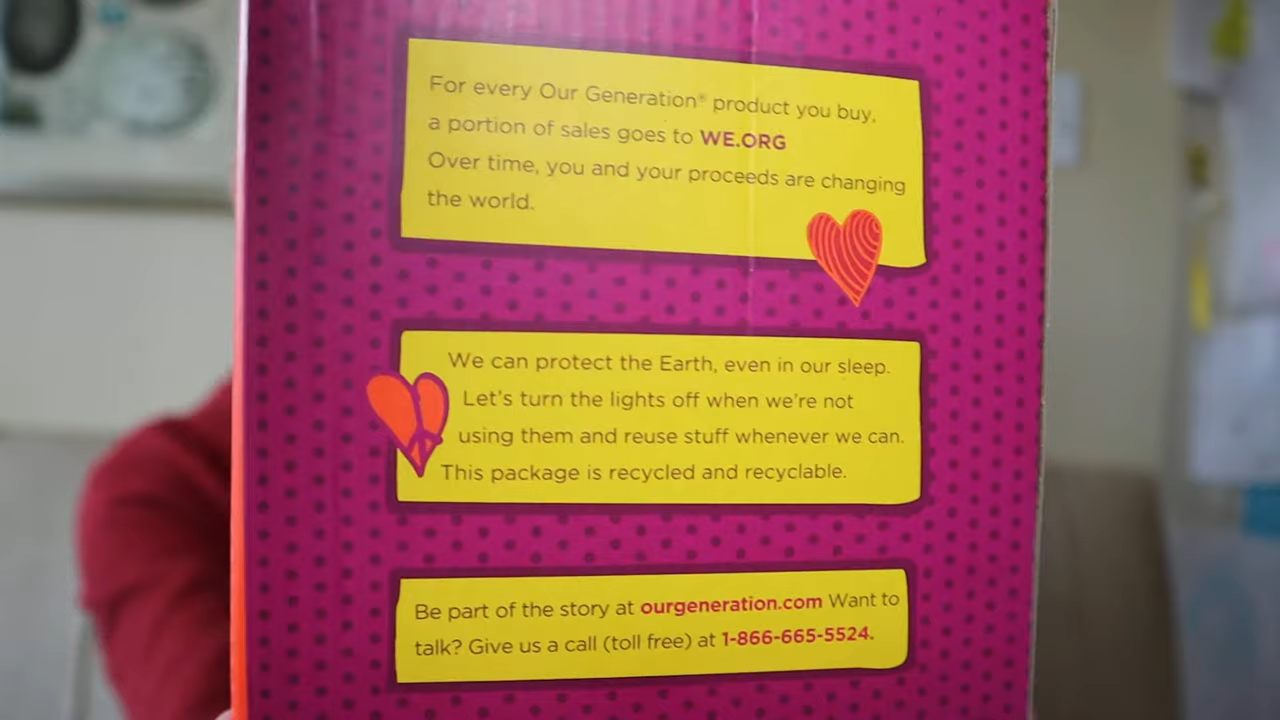 For every Our Generation® product you buy,
a portion of sales goes to WE.ORG
Over time, you and your proceeds are changing
the world.
We can protect the Earth, even in our sleep.
Let's turn the lights off when we're not
using them and reuse stuff whenever we can.
This package is recycled and recyclable.
Be part of the story at ourgeneration.com Want to
talk? Give us a call (toll free) at 1-866-665-5524.